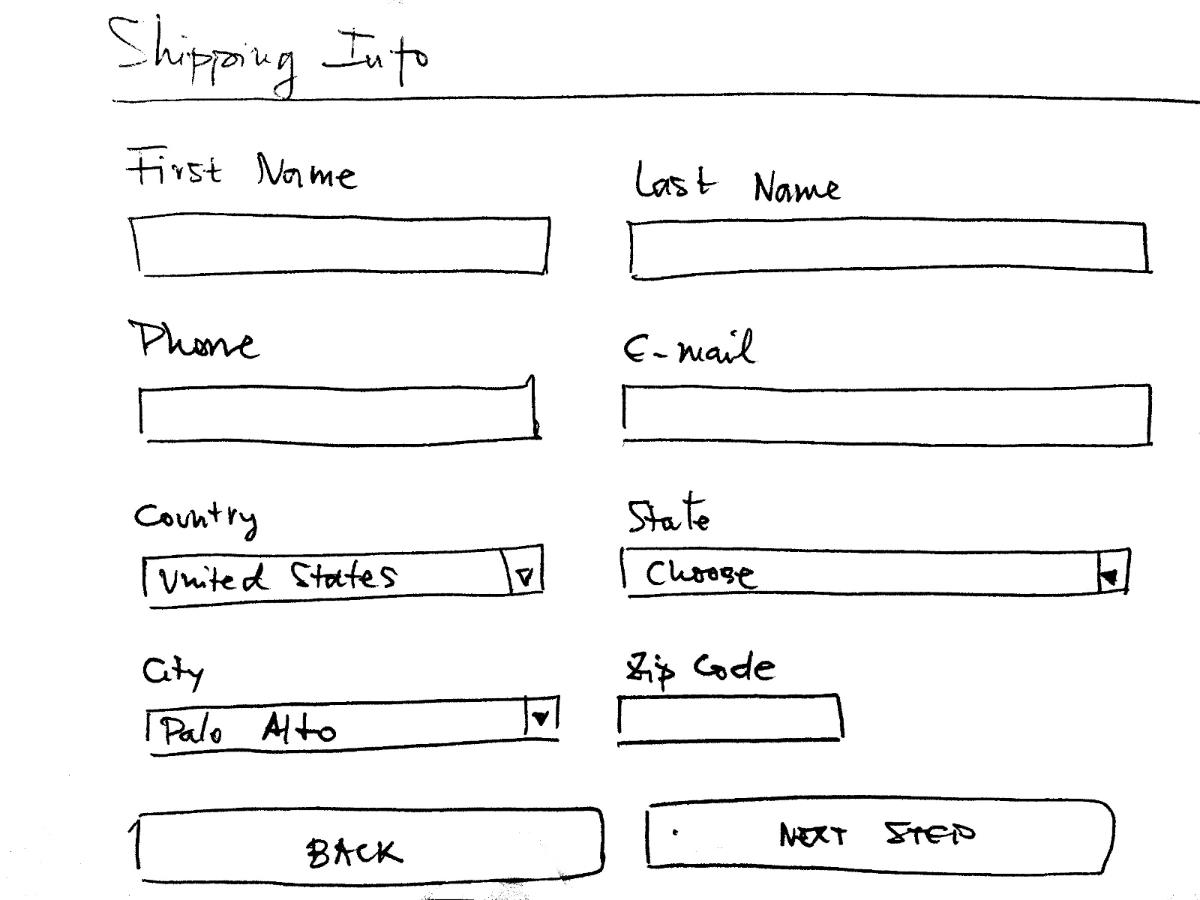 Shipping Info
First Name
Last Name
Phone
E-mail
Country
State
United States
Choose
City
Zip Code
Palo Alto
BACK
NEXT STEP